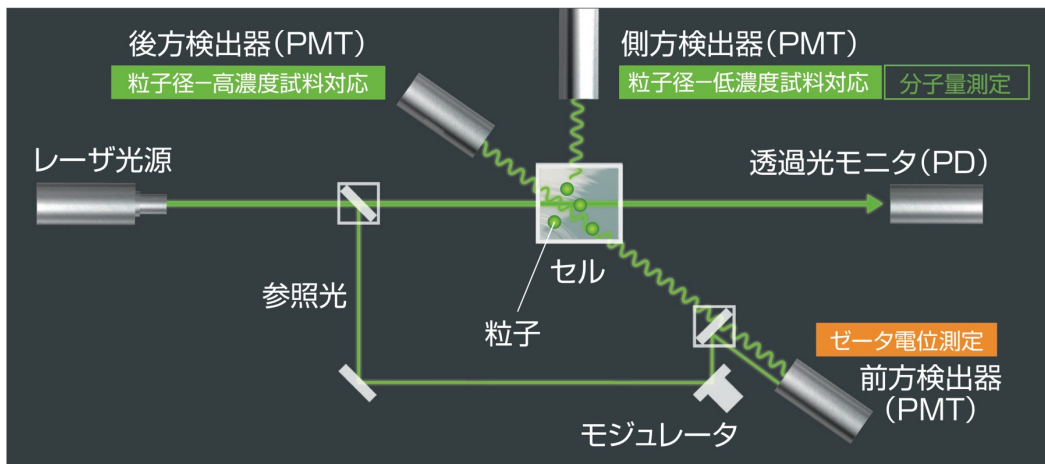 後方検出器(PMT)
粒子径ー高濃度試料対応
側方検出器(PMT)
粒子径ー低濃度試料対応
分子量測定
レーザ光源
透過光モニタ(PD)
セル
参照光
粒子
ゼータ電位測定
前方検出器
(PMT)
モジュレータ